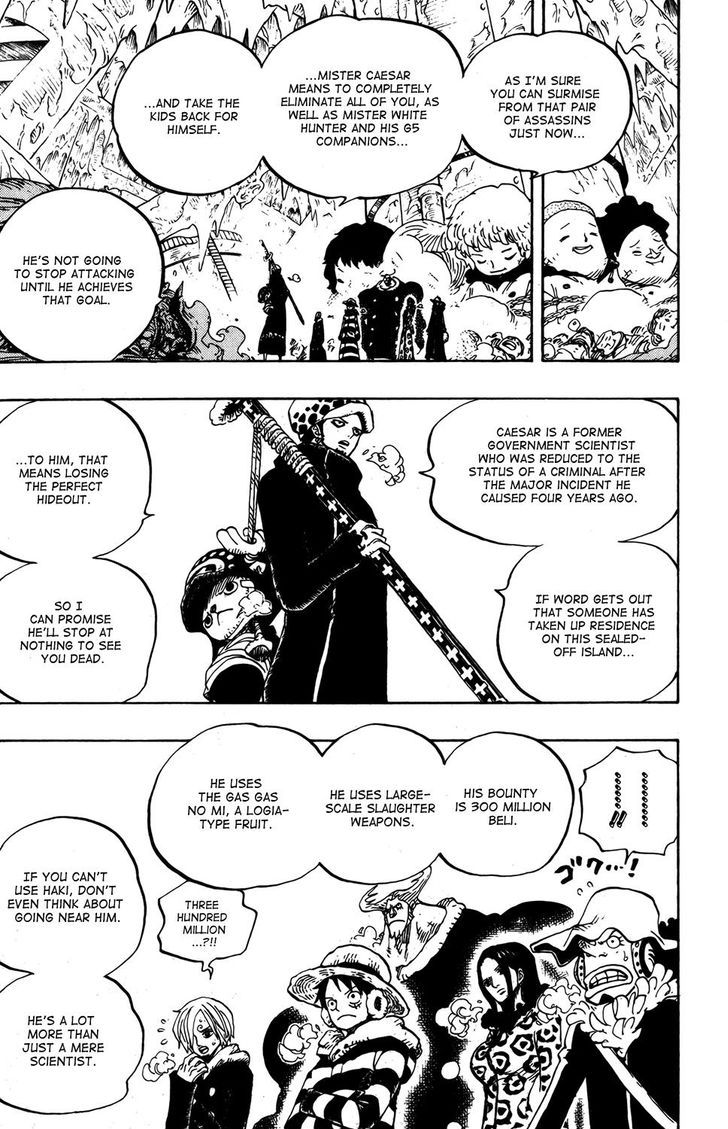 AS I'M SURE
YOU CAN SURMISE
FROM THAT PAIR
OF ASSASSINS
JUST NOW...
...MISTER CAESAR
MEANS TO COMPLETELY
ELIMINATE ALL OF YOU, AS
WELL AS MISTER WHITE
HUNTER AND HIS G5
COMPANIONS...
...AND TAKE THE
KIDS BACK FOR
HIMSELF.
HE'S NOT GOING
TO STOP ATTACKING
UNTIL HE ACHIEVES
THAT GOAL.
CAESAR IS A FORMER
GOVERNMENT SCIENTIST
WHO WAS REDUCED TO THE
STATUS OF A CRIMINAL AFTER
THE MAJOR INCIDENT HE
CAUSED FOUR YEARS AGO.
IF WORD GETS OUT
THAT SOMEONE HAS
TAKEN UP RESIDENCE
ON THIS SEALED-
OFF ISLAND...
...TO HIM, THAT
MEANS LOSING
THE PERFECT
HIDEOUT.
SO I
CAN PROMISE
HE'LL STOP AT
NOTHING TO SEE
YOU DEAD.
..........!!
ゴクッ...!
HIS BOUNTY
IS 300 MILLION
BELI.
HE USES LARGE-
SCALE SLAUGHTER
WEAPONS.
HE USES
THE GAS GAS
NO MI, A LOGIA-
TYPE FRUIT.
THREE
HUNDRED
MILLION
...?!!
IF YOU CAN'T
USE HAKI, DON'T
EVEN THINK ABOUT
GOING NEAR HIM.
HE'S A LOT
MORE THAN
JUST A MERE
SCIENTIST.